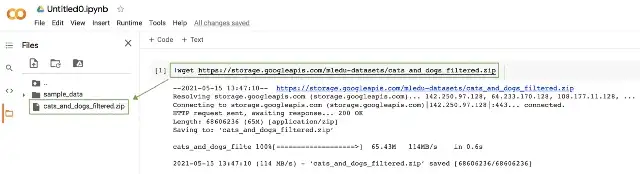 Untitled0.ipynb
File Edit View Insert Runtime Tools Help All changes saved
Files
..
sample_data
cats_and_dogs_filtered.zip
+ Code + Text
[1] !wget https://storage.googleapis.com/mledu-datasets/cats_and_dogs_filtered.zip
--2021-05-15 13:47:10-- https://storage.googleapis.com/mledu-datasets/cats_and_dogs_filtered.zip
Resolving storage.googleapis.com (storage.googleapis.com)... 142.250.97.128, 64.233.170.128, 108.177.11.128, ...
Connecting to storage.googleapis.com (storage.googleapis.com)|142.250.97.128|:443... connected.
HTTP request sent, awaiting response... 200 OK
Length: 68606236 (65M) [application/zip]
Saving to: ‘cats_and_dogs_filtered.zip’
cats_and_dogs_filte 100%[===================>] 65.43M 114MB/s in 0.6s
2021-05-15 13:47:10 (114 MB/s) - ‘cats_and_dogs_filtered.zip’ saved [68606236/68606236]